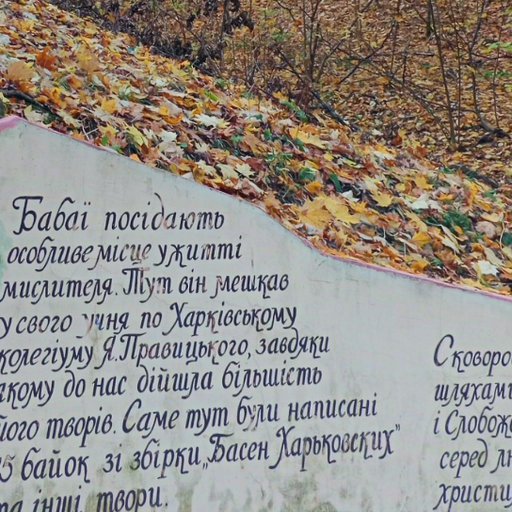 Бабаї посідають
особливе місце у житті
мислителя. Тут він мешкав
у свого учня по Харківському
колегіуму Я.Правицького, завдяки
якому до нас дійшла більшість
його творів. Саме тут були написані
15 байок зі збірки „Басен Харьковских"
та інші твори.
Сковоро
шляхами
і Слобож
серед лю
христи